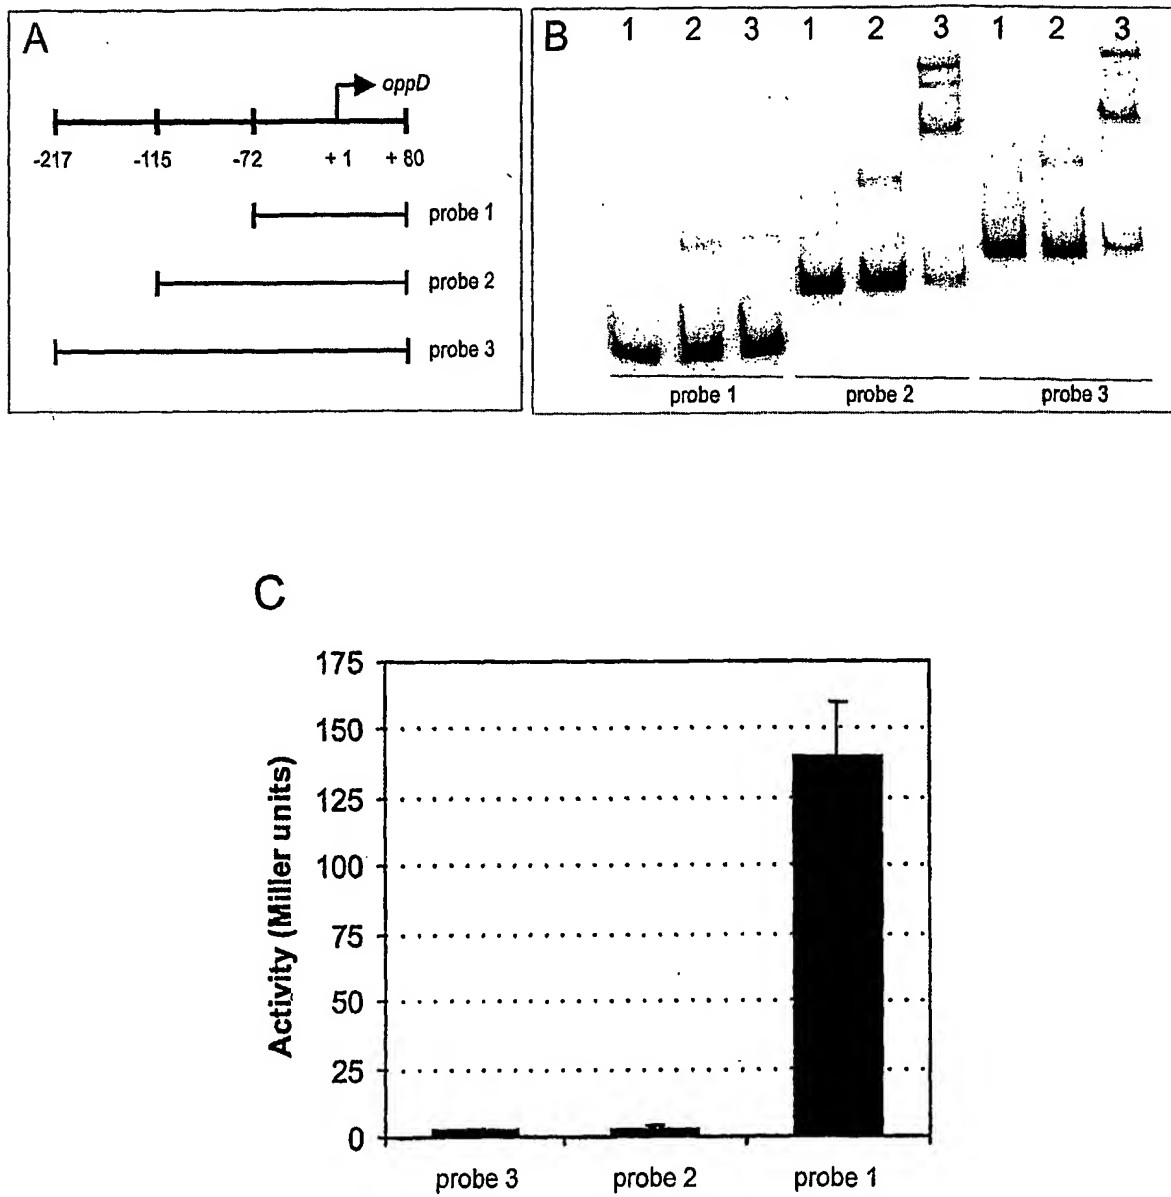 A
oppD
-217 -115 -72 + 1 + 80
probe 1
probe 2
probe 3
B
1 2 3 1 2 3 1 2 3
probe 1 probe 2 probe 3
C
Activity (Miller units)
175
150
125
100
75
50
25
0
probe 3 probe 2 probe 1